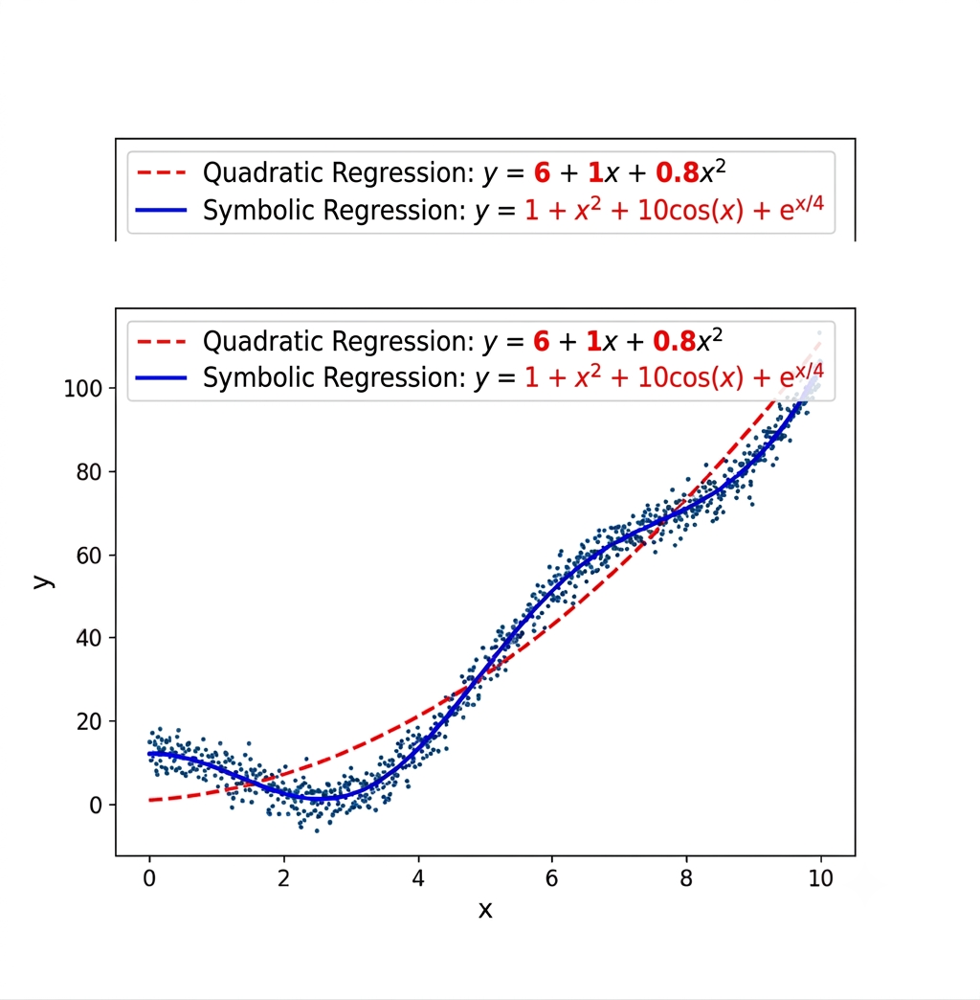 Quadratic Regression: y = 6 + 1x + 0.8x²
Symbolic Regression: y = 1 + x² + 10cos(x) + e^{x/4}
Quadratic Regression: y = 6 + 1x + 0.8x²
Symbolic Regression: y = 1 + x² + 10cos(x) + e^{x/4}
100
80
60
40
20
0
y
0 2 4 6 8 10
x